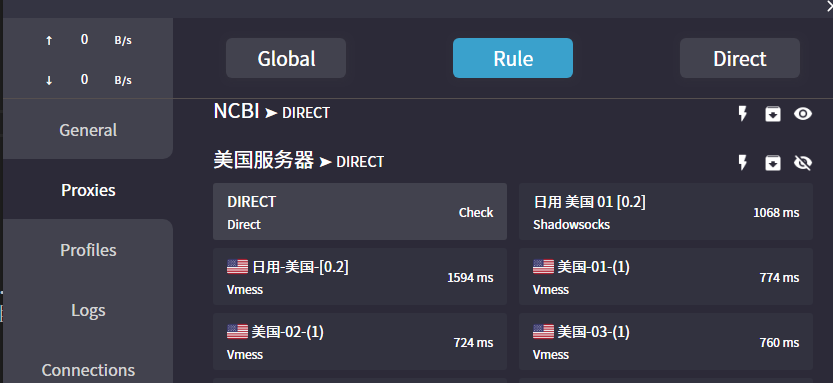 ↑ 0 B/s
↓ 0 B/s
General
Proxies
Profiles
Logs
Connections
Global
Rule
Direct
NCBI ➤ DIRECT
美国服务器 ➤ DIRECT
DIRECT
Direct
Check
日用 美国 01 [0.2]
Shadowsocks
1068 ms
日用-美国-[0.2]
Vmess
1594 ms
美国-01-(1)
Vmess
774 ms
美国-02-(1)
Vmess
724 ms
美国-03-(1)
Vmess
760 ms